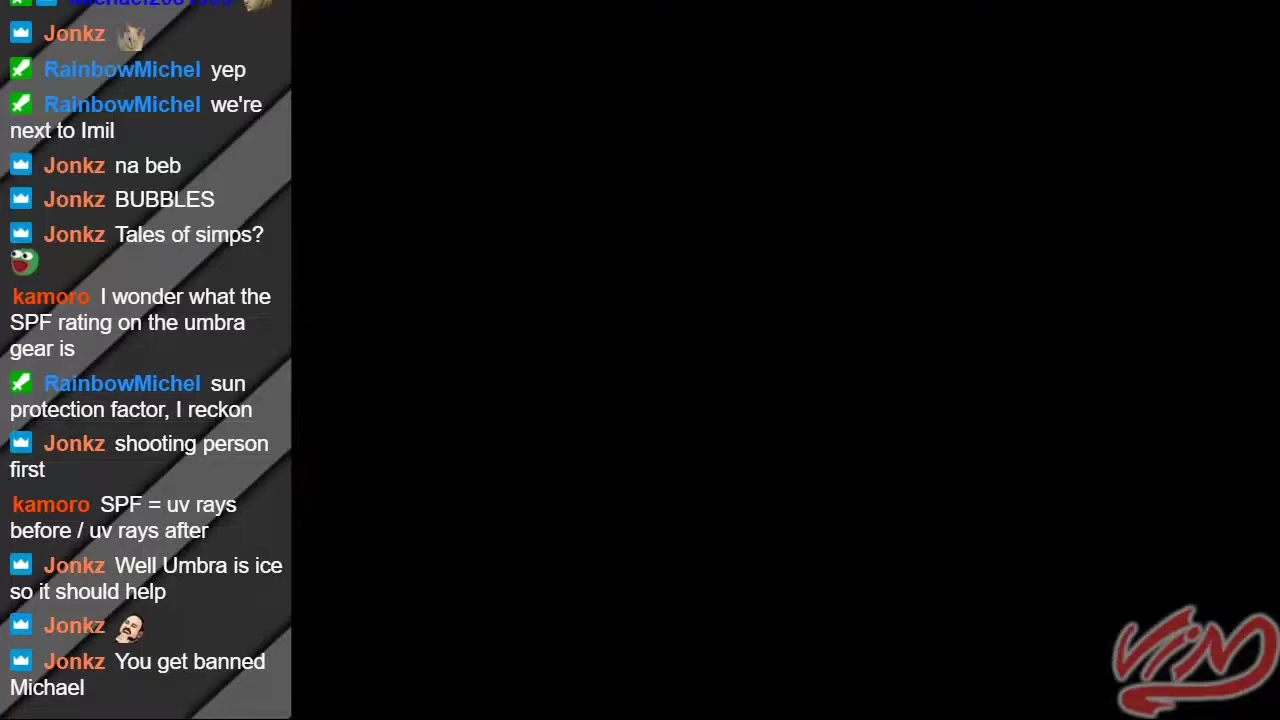 Jonkz
RainbowMichel yep
RainbowMichel we're
next to Imil
Jonkz na beb
Jonkz BUBBLES
Jonkz Tales of simps?
kamoro I wonder what the
SPF rating on the umbra
gear is
RainbowMichel sun
protection factor, I reckon
Jonkz shooting person
first
kamoro SPF = uv rays
before / uv rays after
Jonkz Well Umbra is ice
so it should help
Jonkz
Jonkz You get banned
Michael